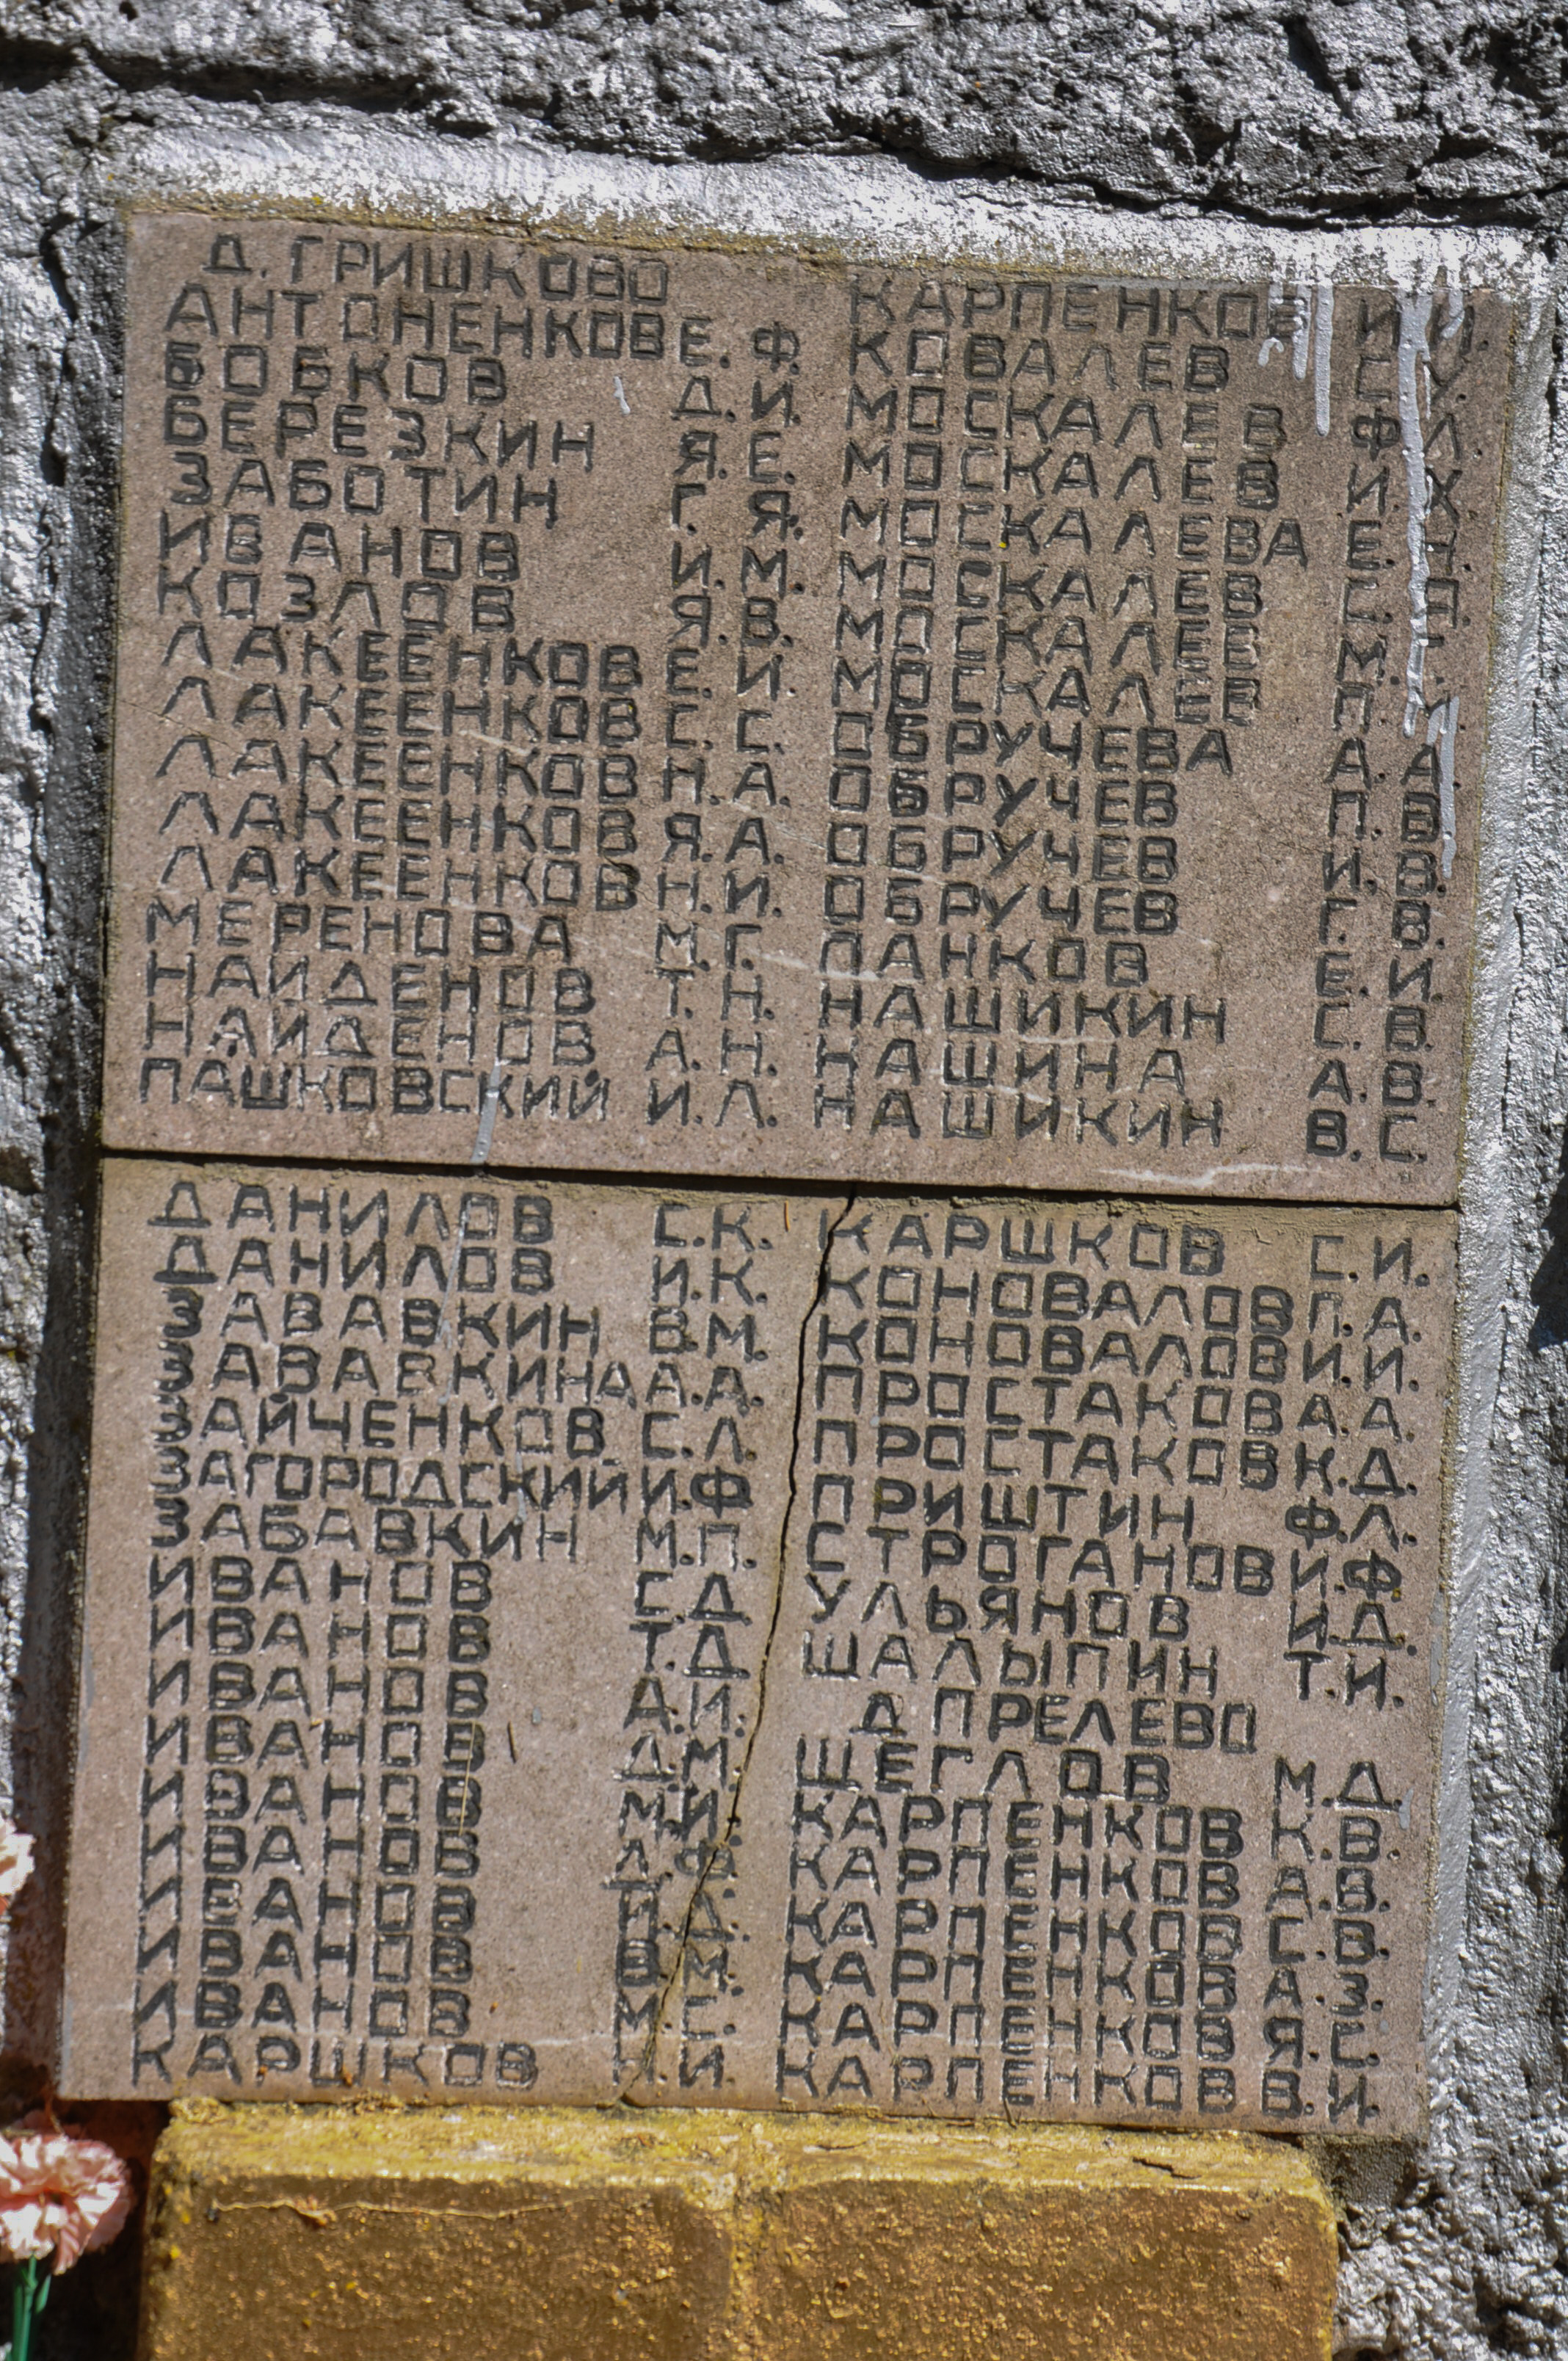 Д. ГРИШКОВО
АНТОНЕНКОВ Е. Ф.
БОБКОВ Д. И.
БЕРЕЗКИН Я. Е.
ЗАБОТИН Г. Я.
ИВАНОВ И. М.
КОЗЛОВ Я. В.
ЛАКЕЕНКОВ Е. И.
ЛАКЕЕНКОВ С. С.
ЛАКЕЕНКОВ Н. А.
ЛАКЕЕНКОВ Я. А.
ЛАКЕЕНКОВ Н. И.
МЕРЕНОВА М. Г.
НАЙДЕНОВ Т. Н.
НАЙДЕНОВ А. Н.
ПАШКОВСКИЙ И. Л.
КАРПЕНКОВ И. И.
КОВАЛЕВ С. У.
МОСКАЛЕВ Ф. Л.
МОСКАЛЕВ И. Х.
МОСКАЛЕВА Е. Н.
МОСКАЛЕВ С. П.
МОСКАЛЕВ М. Г.
МОСКАЛЕВ П. И.
ОБРУЧЕВА А. А.
ОБРУЧЕВ П. В.
ОБРУЧЕВ И. В.
ОБРУЧЕВ Г. В.
ПАНКОВ Е. И.
НАШИКИН С. В.
НАШИНА А. В.
НАШИКИН В. С.
ДАНИЛОВ С. К.
ДАНИЛОВ И. К.
ЗАВАВКИН В. М.
ЗАВАВКИНА А. А.
ЗАЙЧЕНКОВ С. Л.
ЗАГОРОДСКИЙ И. Ф
ЗАБАВКИН М. П.
ИВАНОВ С. Д
ИВАНОВ Т. Д
ИВАНОВ А. И.
ИВАНОВ Д. М.
ИВАНОВ М. И.
ИВАНОВ Д. Ф.
ИВАНОВ Д.
ИВАНОВ В. М.
ИВАНОВ М. С.
КАРШКОВ И.
КАРШКОВ С. И.
КОНОВАЛОВ П. А.
КОНОВАЛОВ И. И.
ПРОСТАКОВ А. А.
ПРОСТАКОВ К. Д.
ПРИШТИН Ф. Л.
СТРОГАНОВ И. Ф.
УЛЬЯНОВ И. Д.
ШАЛЫПИН Т. И.
Д ПРЕЛЕВО
ЩЕГЛОВ М. Д.
КАРПЕНКОВ К. В.
КАРПЕНКОВ А. В.
КАРПЕНКОВ С. В.
КАРПЕНКОВ А. З.
КАРПЕНКОВ Я. С.
КАРПЕНКОВ В. И.